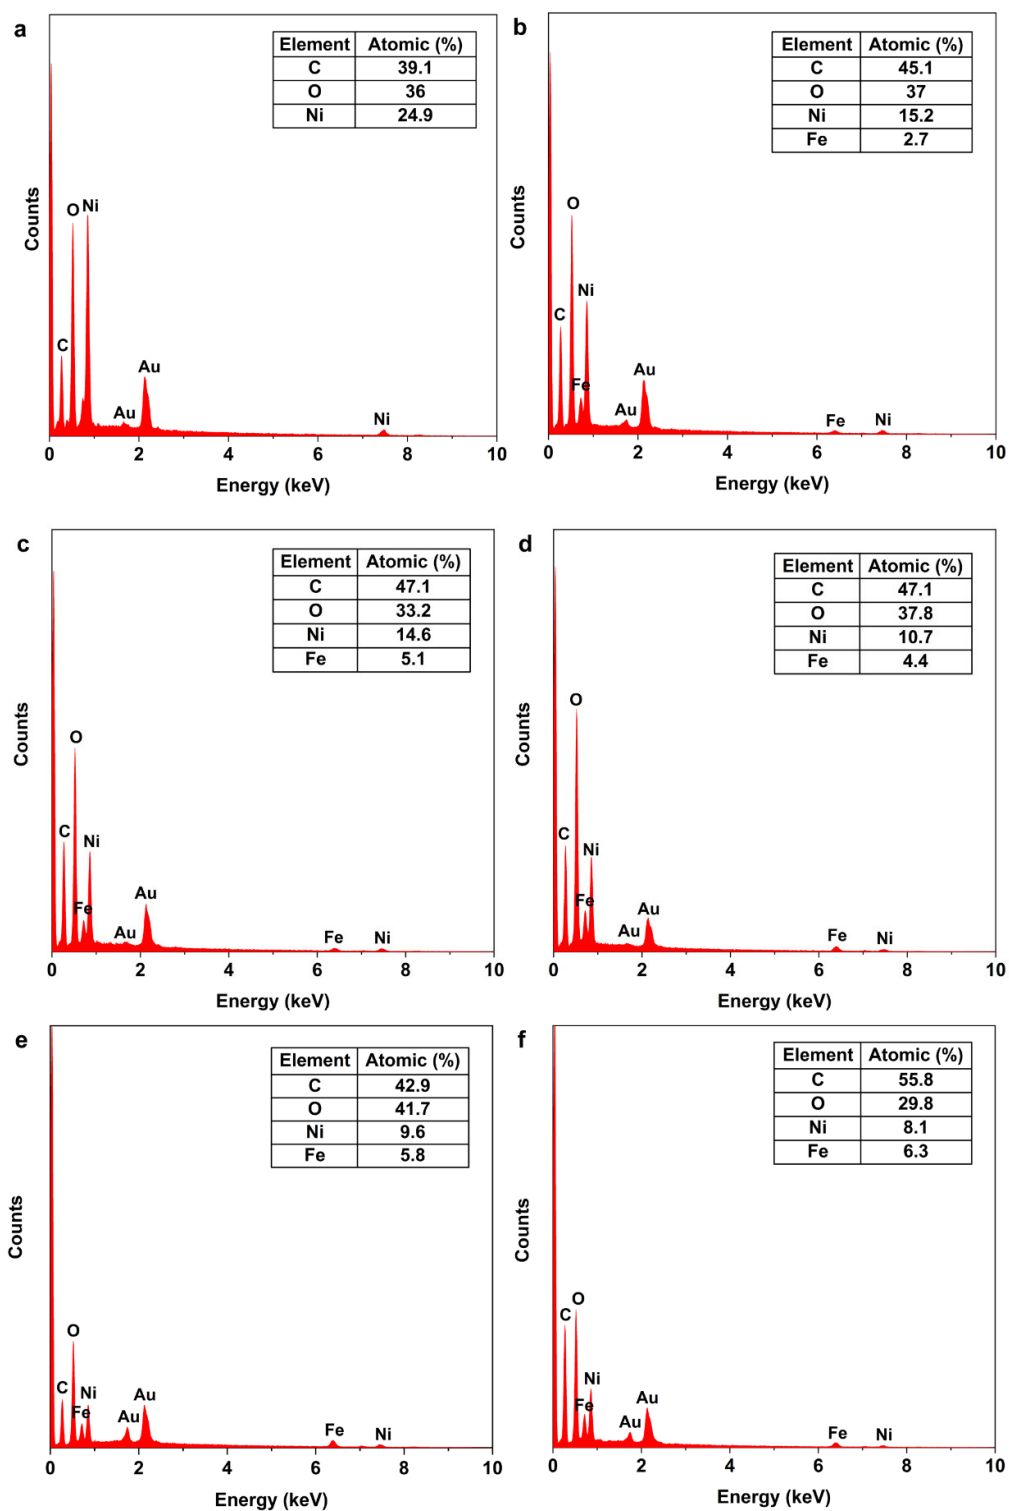 a
Element Atomic (%)
C 39.1
O 36
Ni 24.9
Counts
O Ni
C
Au
Au
Ni
0 2 4 6 8 10
Energy (keV)
b
Element Atomic (%)
C 45.1
O 37
Ni 15.2
Fe 2.7
Counts
O
Ni
C
Fe
Au
Au
Fe Ni
0 2 4 6 8 10
Energy (keV)
c
Element Atomic (%)
C 47.1
O 33.2
Ni 14.6
Fe 5.1
Counts
O
C Ni
Fe
Au
Au
Fe Ni
0 2 4 6 8 10
Energy (keV)
d
Element Atomic (%)
C 47.1
O 37.8
Ni 10.7
Fe 4.4
Counts
O
C
Ni
Fe
Au
Au
Fe Ni
0 2 4 6 8 10
Energy (keV)
e
Element Atomic (%)
C 42.9
O 41.7
Ni 9.6
Fe 5.8
Counts
O
C Ni
Fe
Au
Au
Fe Ni
0 2 4 6 8 10
Energy (keV)
f
Element Atomic (%)
C 55.8
O 29.8
Ni 8.1
Fe 6.3
Counts
O
C
Ni
Fe
Au
Au
Fe Ni
0 2 4 6 8 10
Energy (keV)